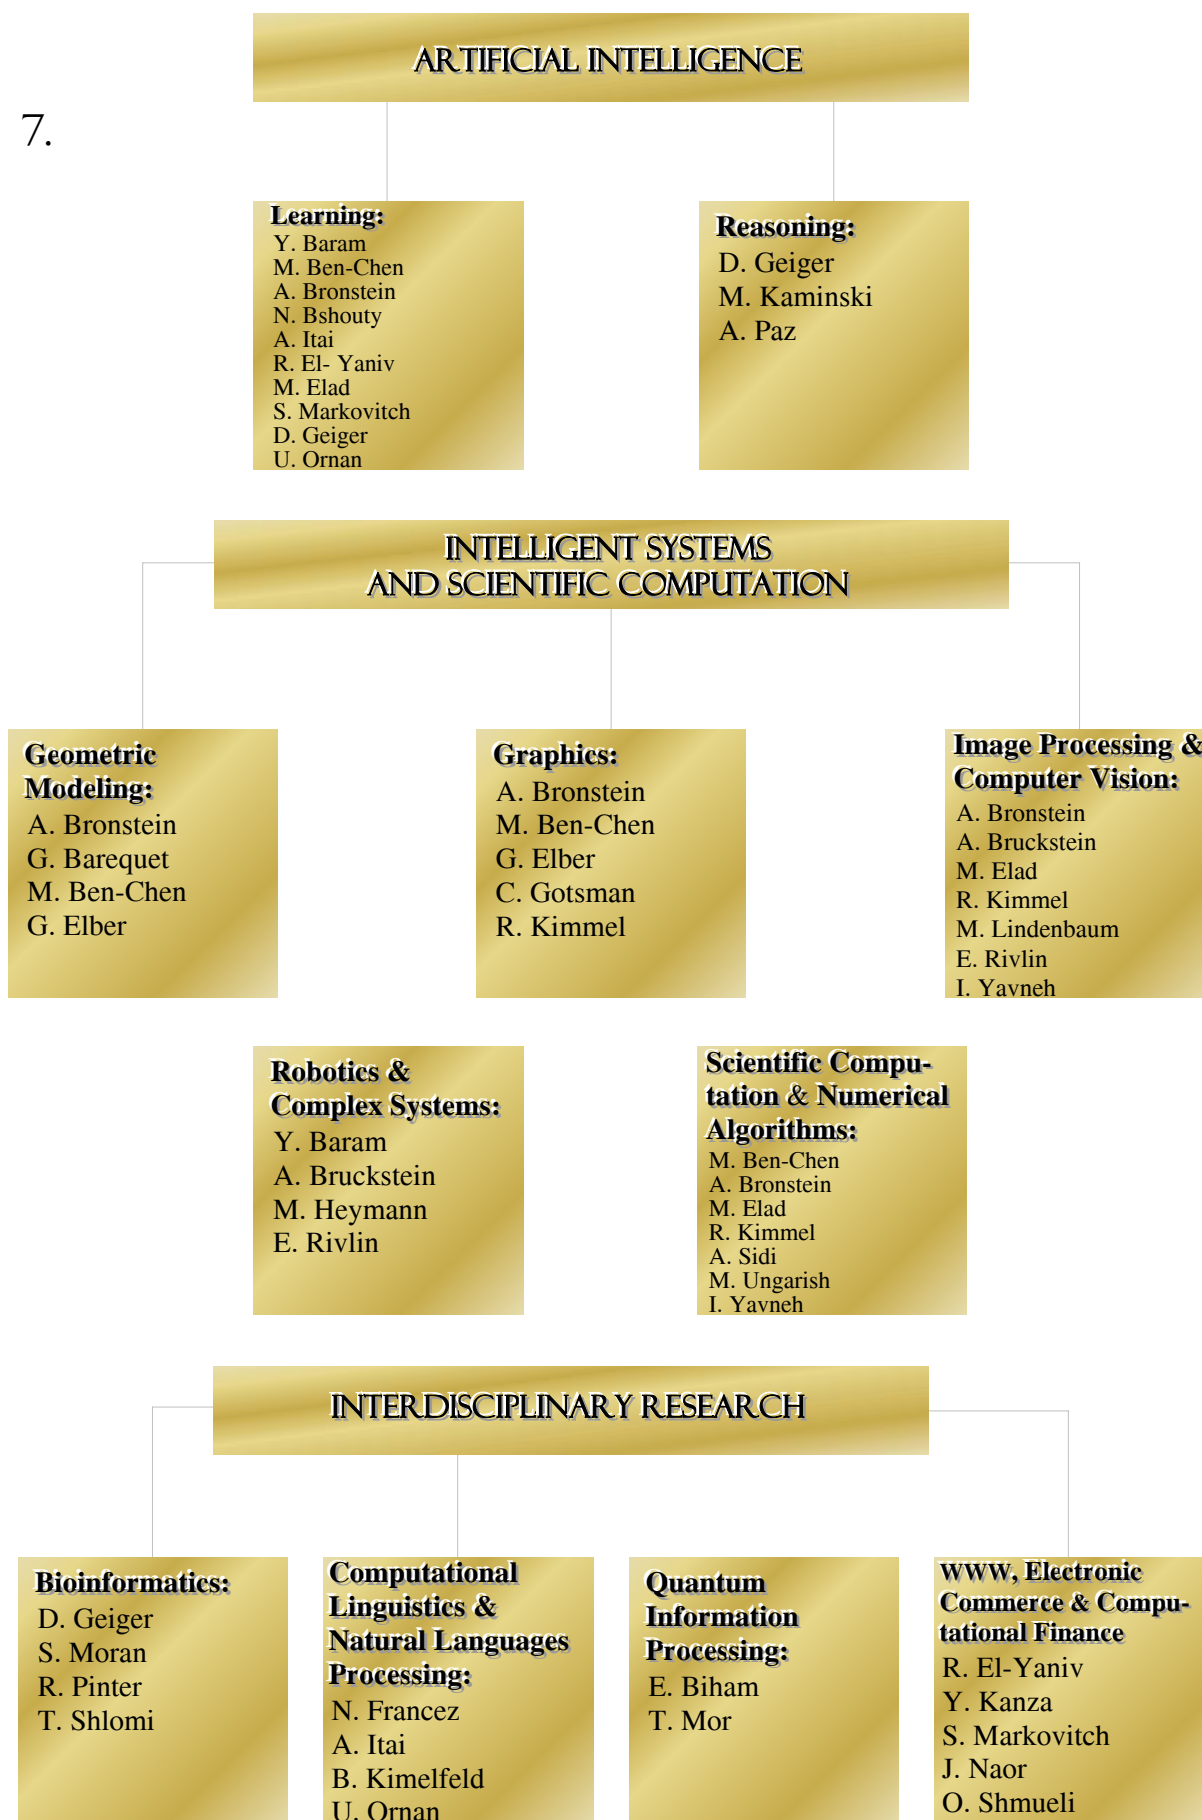 ARTIFICIAL INTELLIGENCE
7.
Learning:
Y. Baram
M. Ben-Chen
A. Bronstein
N. Bshouty
A. Itai
R. El- Yaniv
M. Elad
S. Markovitch
D. Geiger
U. Ornan
Reasoning:
D. Geiger
M. Kaminski
A. Paz
INTELLIGENT SYSTEMS
AND SCIENTIFIC COMPUTATION
Geometric
Modeling:
A. Bronstein
G. Barequet
M. Ben-Chen
G. Elber
Graphics:
A. Bronstein
M. Ben-Chen
G. Elber
C. Gotsman
R. Kimmel
Image Processing &
Computer Vision:
A. Bronstein
A. Bruckstein
M. Elad
R. Kimmel
M. Lindenbaum
E. Rivlin
I. Yavneh
Robotics &
Complex Systems:
Y. Baram
A. Bruckstein
M. Heymann
E. Rivlin
Scientific Compu-
tation & Numerical
Algorithms:
M. Ben-Chen
A. Bronstein
M. Elad
R. Kimmel
A. Sidi
M. Ungarish
I. Yavneh
INTERDISCIPLINARY RESEARCH
Bioinformatics:
D. Geiger
S. Moran
R. Pinter
T. Shlomi
Computational
Linguistics &
Natural Languages
Processing:
N. Francez
A. Itai
B. Kimelfeld
U. Ornan
Quantum
Information
Processing:
E. Biham
T. Mor
WWW, Electronic
Commerce & Compu-
tational Finance
R. El-Yaniv
Y. Kanza
S. Markovitch
J. Naor
O. Shmueli